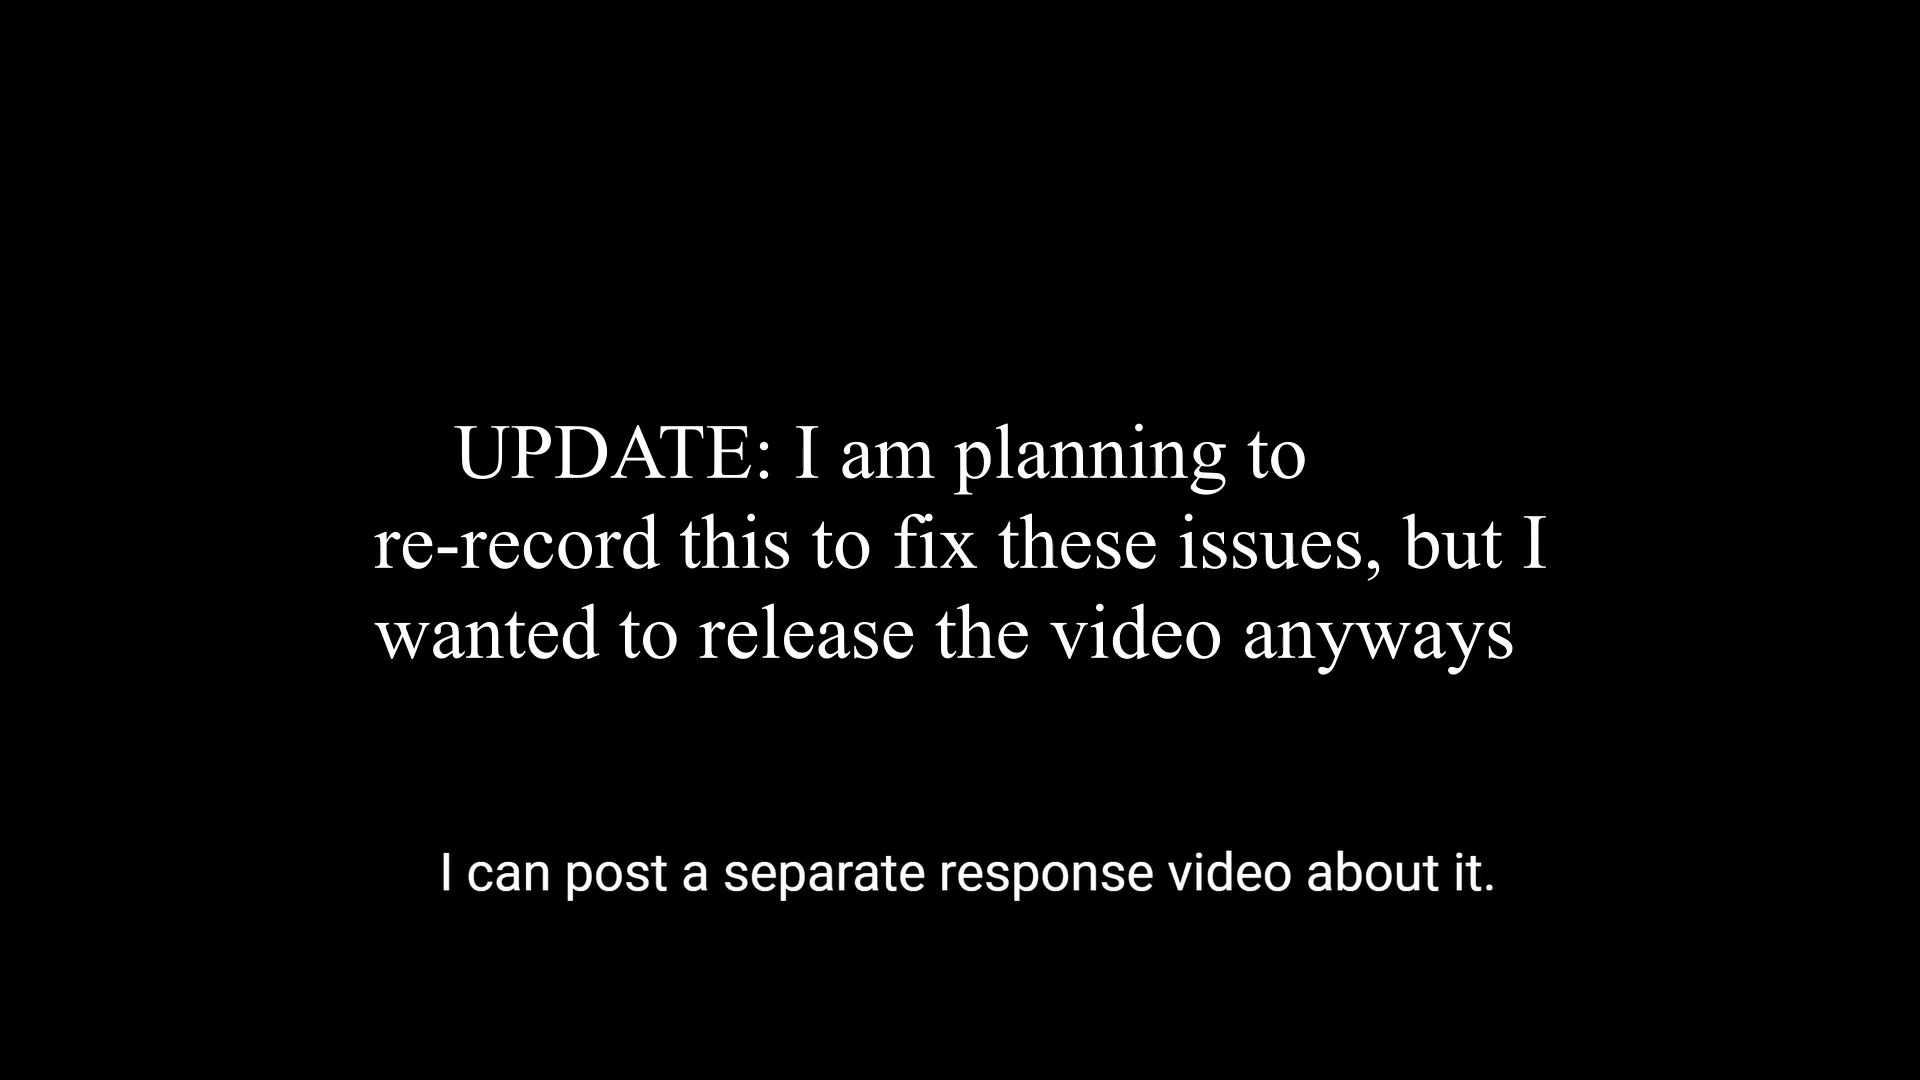 UPDATE: I am planning to
re-record this to fix these issues, but I
wanted to release the video anyways
I can post a separate response video about it.